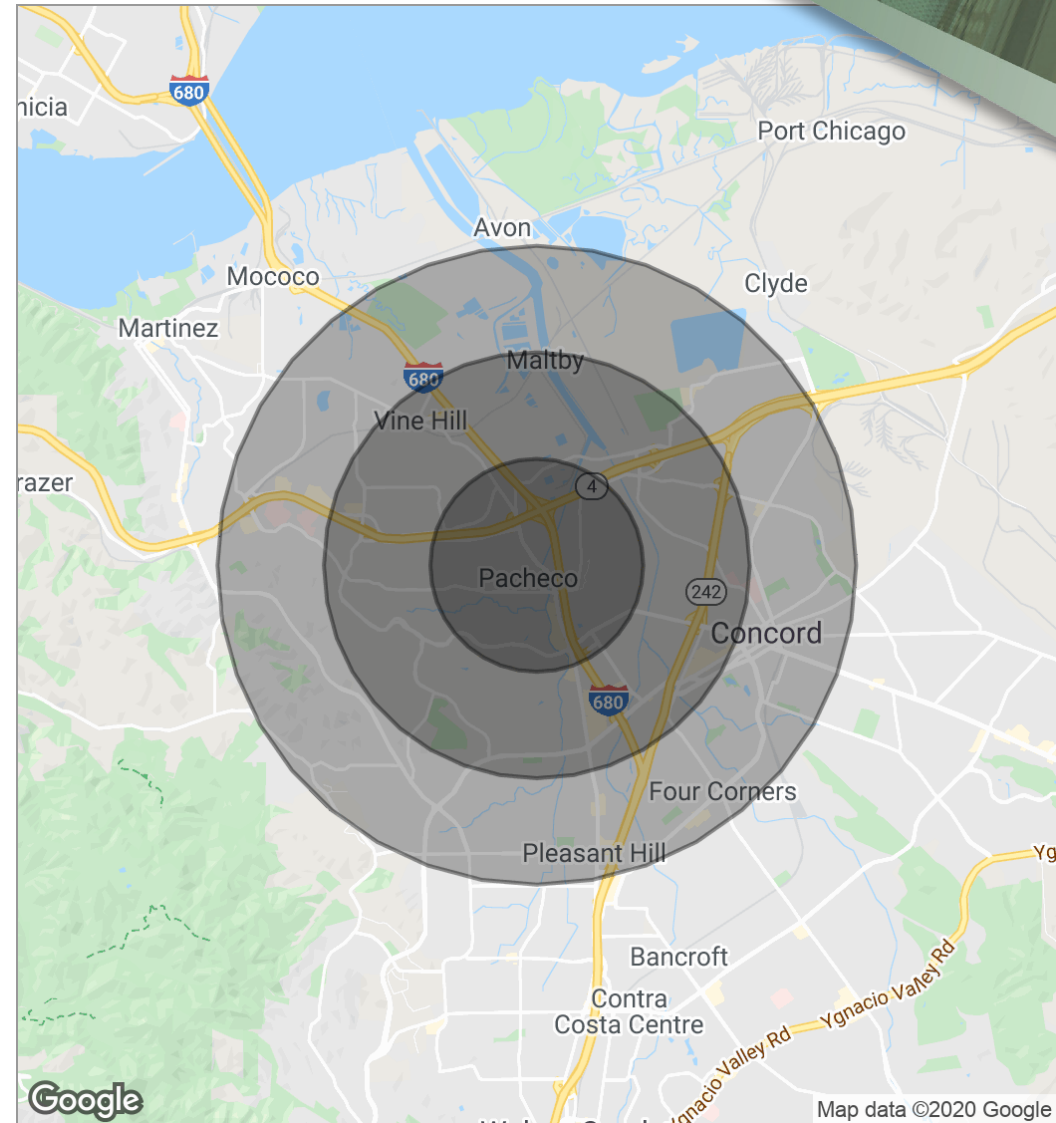 680
nicia
Port Chicago
Avon
Mococo
Clyde
Martinez
Maltby
680
Vine Hill
razer
4
Pacheco
242
Concord
680
Four Corners
Pleasant Hill
Yg
Bancroft
Contra
Costa Centre
Ygnacio Valley Rd
Ygnacio Valley Rd
Google
Map data ©2020 Google